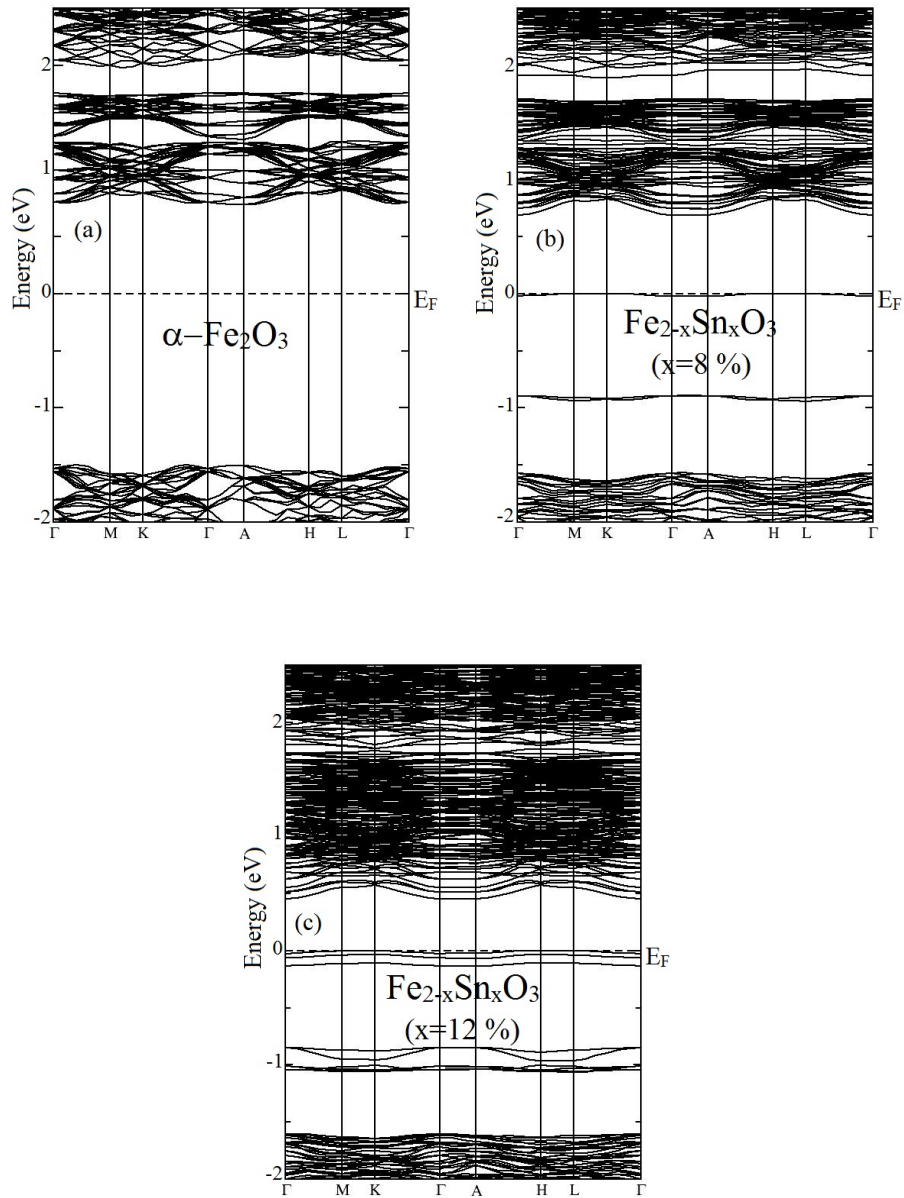 2
1
0
-1
-2
Energy (eV)
(a)
E_F
α–Fe₂O₃
Γ M K Γ A H L Γ
2
1
0
-1
-2
Energy (eV)
(b)
E_F
Fe₂₋ₓSnₓO₃
(x=8 %)
Γ M K Γ A H L Γ
2
1
0
-1
-2
Energy (eV)
(c)
E_F
Fe₂₋ₓSnₓO₃
(x=12 %)
Γ M K Γ A H L Γ